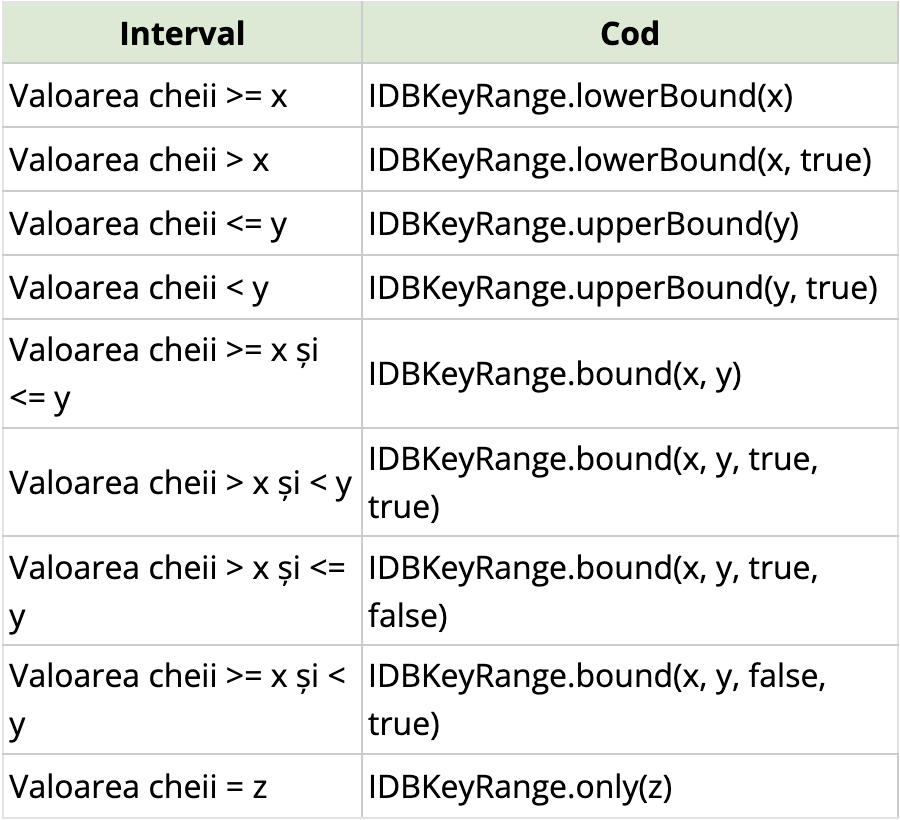 Interval
Cod
Valoarea cheii >= x
IDBKeyRange.lowerBound(x)
Valoarea cheii > x
IDBKeyRange.lowerBound(x, true)
Valoarea cheii <= y
IDBKeyRange.upperBound(y)
Valoarea cheii < y
IDBKeyRange.upperBound(y, true)
Valoarea cheii >= x și
<= y
IDBKeyRange.bound(x, y)
Valoarea cheii > x și < y
IDBKeyRange.bound(x, y, true,
true)
Valoarea cheii > x și <=
y
IDBKeyRange.bound(x, y, true,
false)
Valoarea cheii >= x și <
y
IDBKeyRange.bound(x, y, false,
true)
Valoarea cheii = z
IDBKeyRange.only(z)